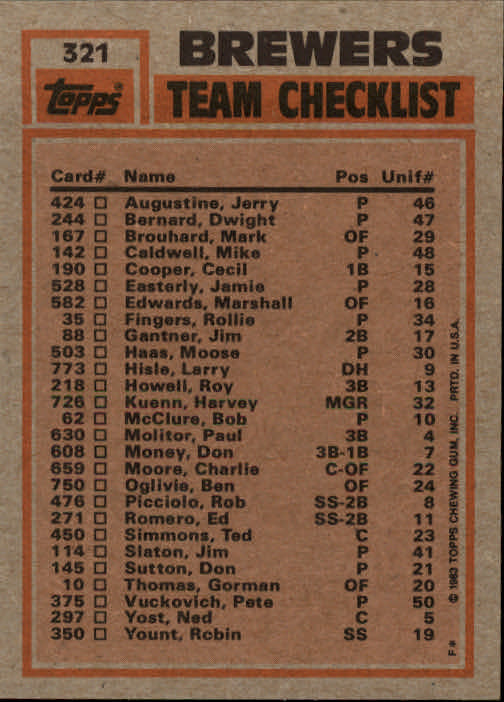 321
BREWERS
topps®
TEAM CHECKLIST
Card# Name Pos Unif#
424 □ Augustine, Jerry P 46
244 □ Bernard, Dwight P 47
167 □ Brouhard, Mark OF 29
142 □ Caldwell, Mike P 48
190 □ Cooper, Cecil 1B 15
528 □ Easterly, Jamie P 28
582 □ Edwards, Marshall OF 16
35 □ Fingers, Rollie P 34
88 □ Gantner, Jim 2B 17
503 □ Haas, Moose P 30
773 □ Hisle, Larry DH 9
218 □ Howell, Roy 3B 13
726 □ Kuenn, Harvey MGR 32
62 □ McClure, Bob P 10
630 □ Molitor, Paul 3B 4
608 □ Money, Don 3B-1B 7
659 □ Moore, Charlie C-OF 22
750 □ Oglivie, Ben OF 24
476 □ Picciolo, Rob SS-2B 8
271 □ Romero, Ed SS-2B 11
450 □ Simmons, Ted C 23
114 □ Slaton, Jim P 41
145 □ Sutton, Don P 21
10 □ Thomas, Gorman OF 20
375 □ Vuckovich, Pete P 50
297 □ Yost, Ned C 5
350 □ Yount, Robin SS 19
F* © 1983 TOPPS CHEWING GUM, INC. PRTD. IN U.S.A.